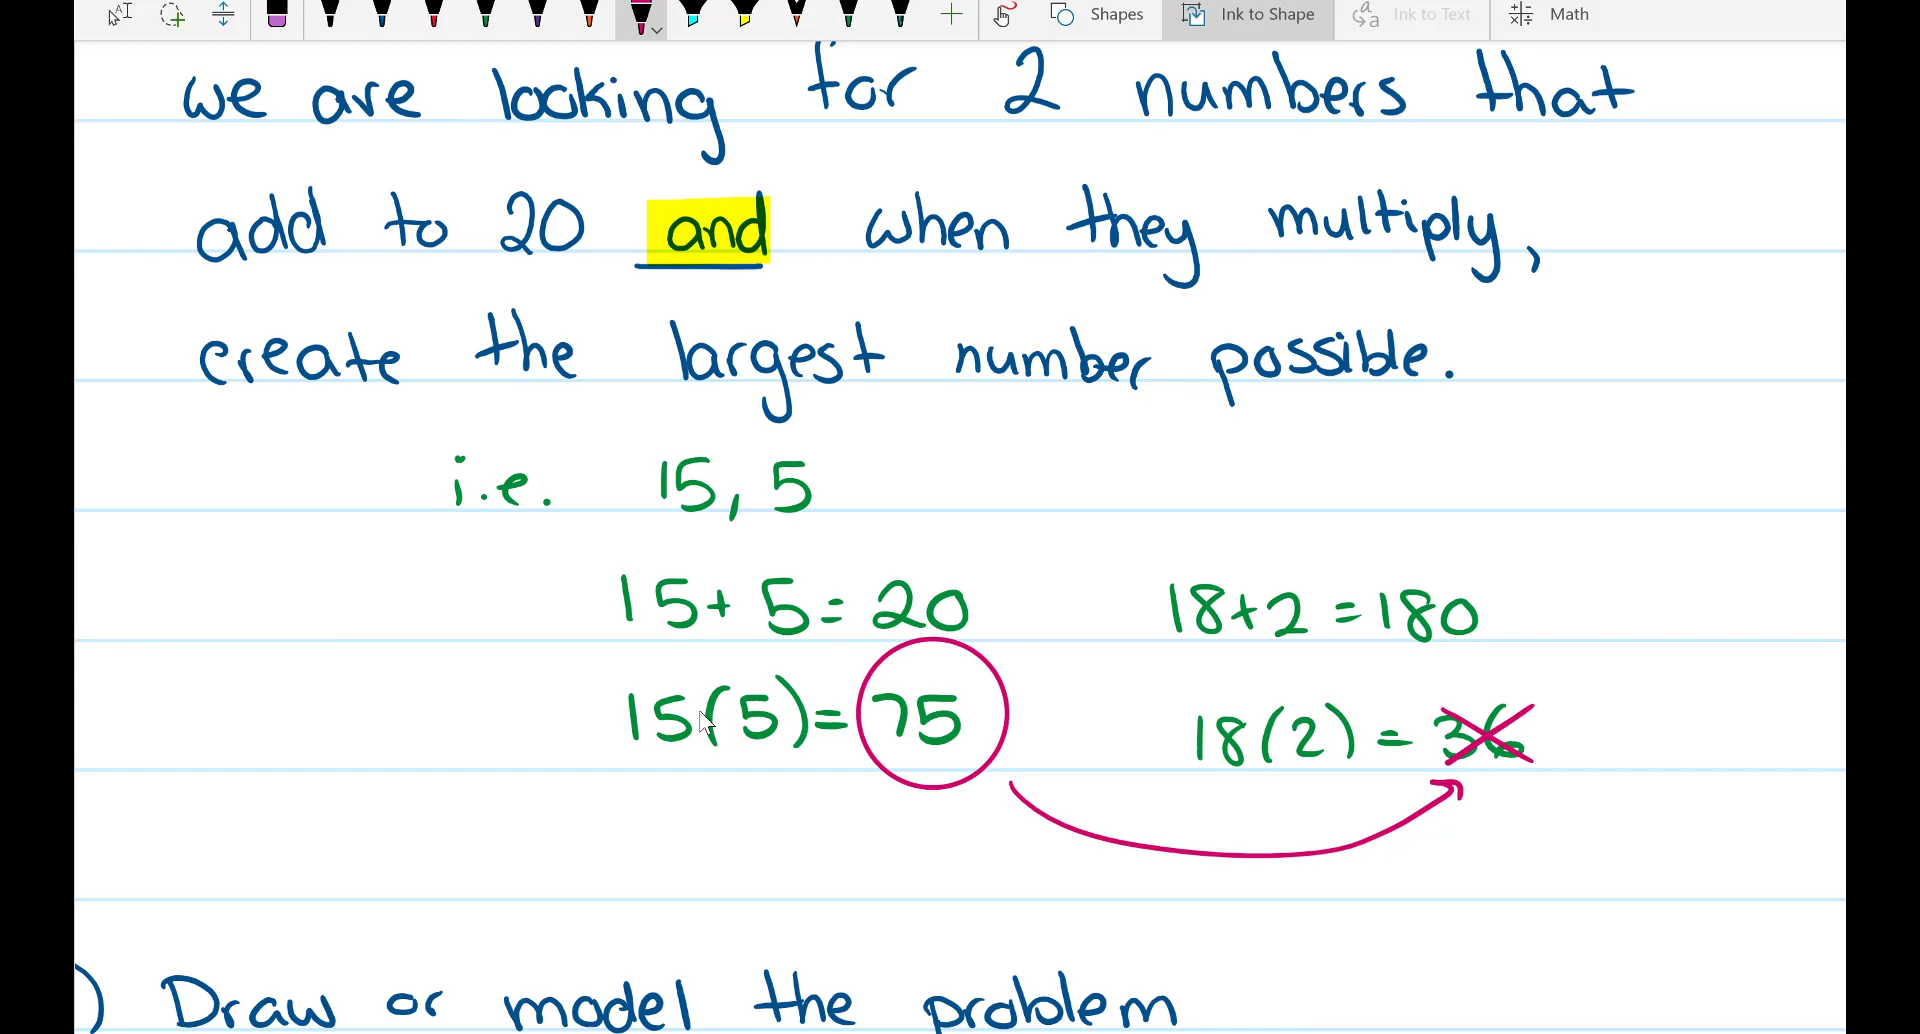 Shapes Ink to Shape Ink to Text Math
we are looking for 2 numbers that
add to 20 and when they multiply,
create the largest number possible.
i.e. 15, 5
15+ 5 = 20 18+2 = 180
15(5) = 75 18(2) = 36
) Draw or model the problem